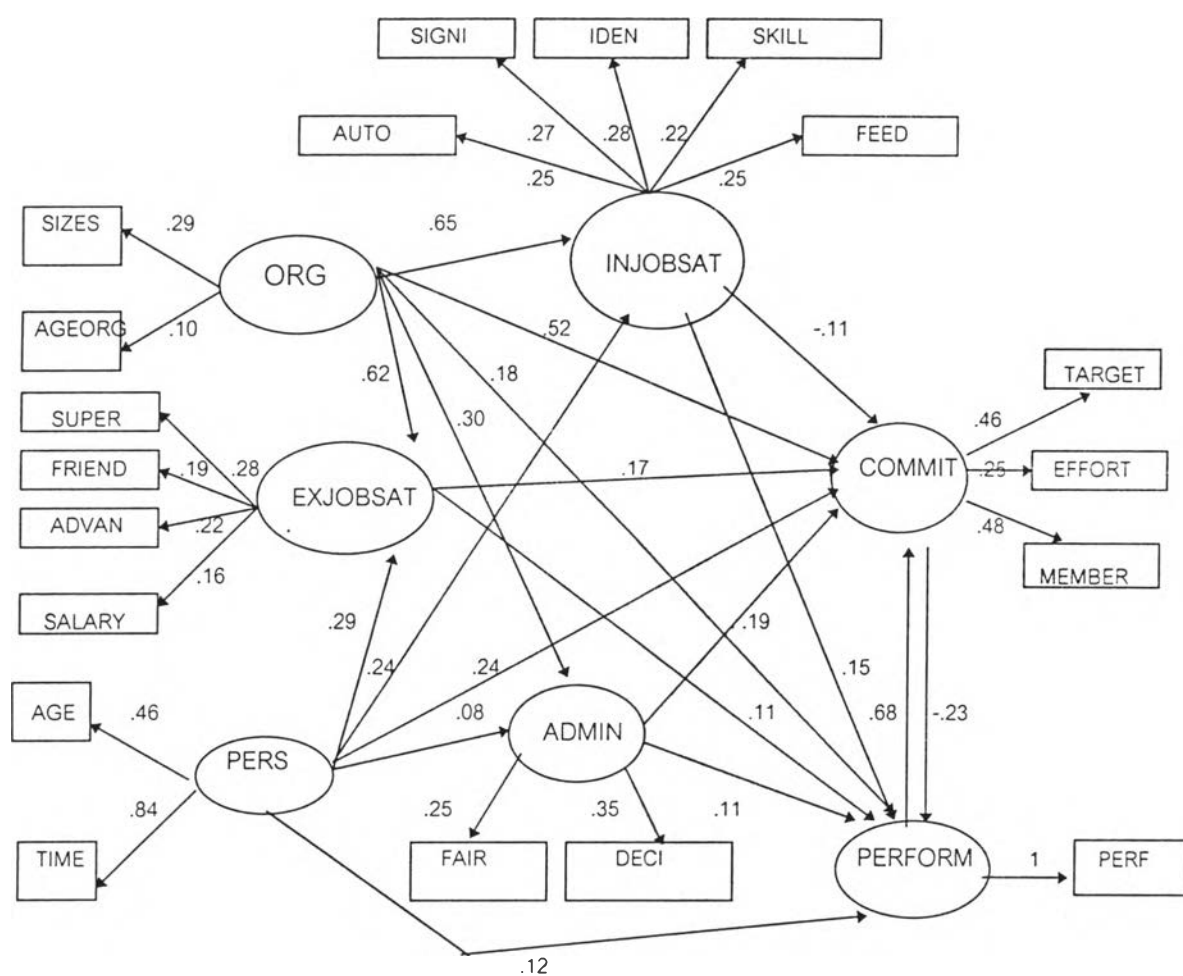 SIGNI IDEN SKILL
AUTO .27 .28 .22 FEED
.25 .25
SIZES .29 .65
ORG INJOBSAT
AGEORG .10 .52 -.11
.62 .18 TARGET
SUPER .30 .46
FRIEND .19 .28 .17 COMMIT .25 EFFORT
EXJOBSAT
ADVAN .22 .48
.16 MEMBER
SALARY
.29 .19
.24 .24 .15
AGE .46 .08 .11 .68 -.23
PERS ADMIN
.84 .25 .35 .11
TIME FAIR DECI PERFORM 1 PERF
.12